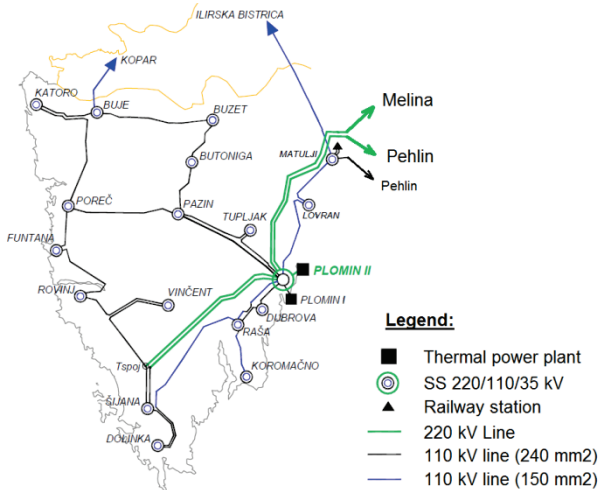 ILIRSKA BISTRICA
KOPAR
KATORO
BUJE
BUZET
Melina
MATULJI
Pehlin
BUTONIGA
Pehlin
POREČ
PAZIN
TUPLJAK
LOVRAN
FUNTANA
PLOMIN II
ROVINJ
VINČENT
PLOMIN I
DUBROVA
RAŠA
Tspoj
KOROMAČNO
ŠIJANA
DOLINKA
Legend:
Thermal power plant
SS 220/110/35 kV
Railway station
220 kV Line
110 kV line (240 mm2)
110 kV line (150 mm2)